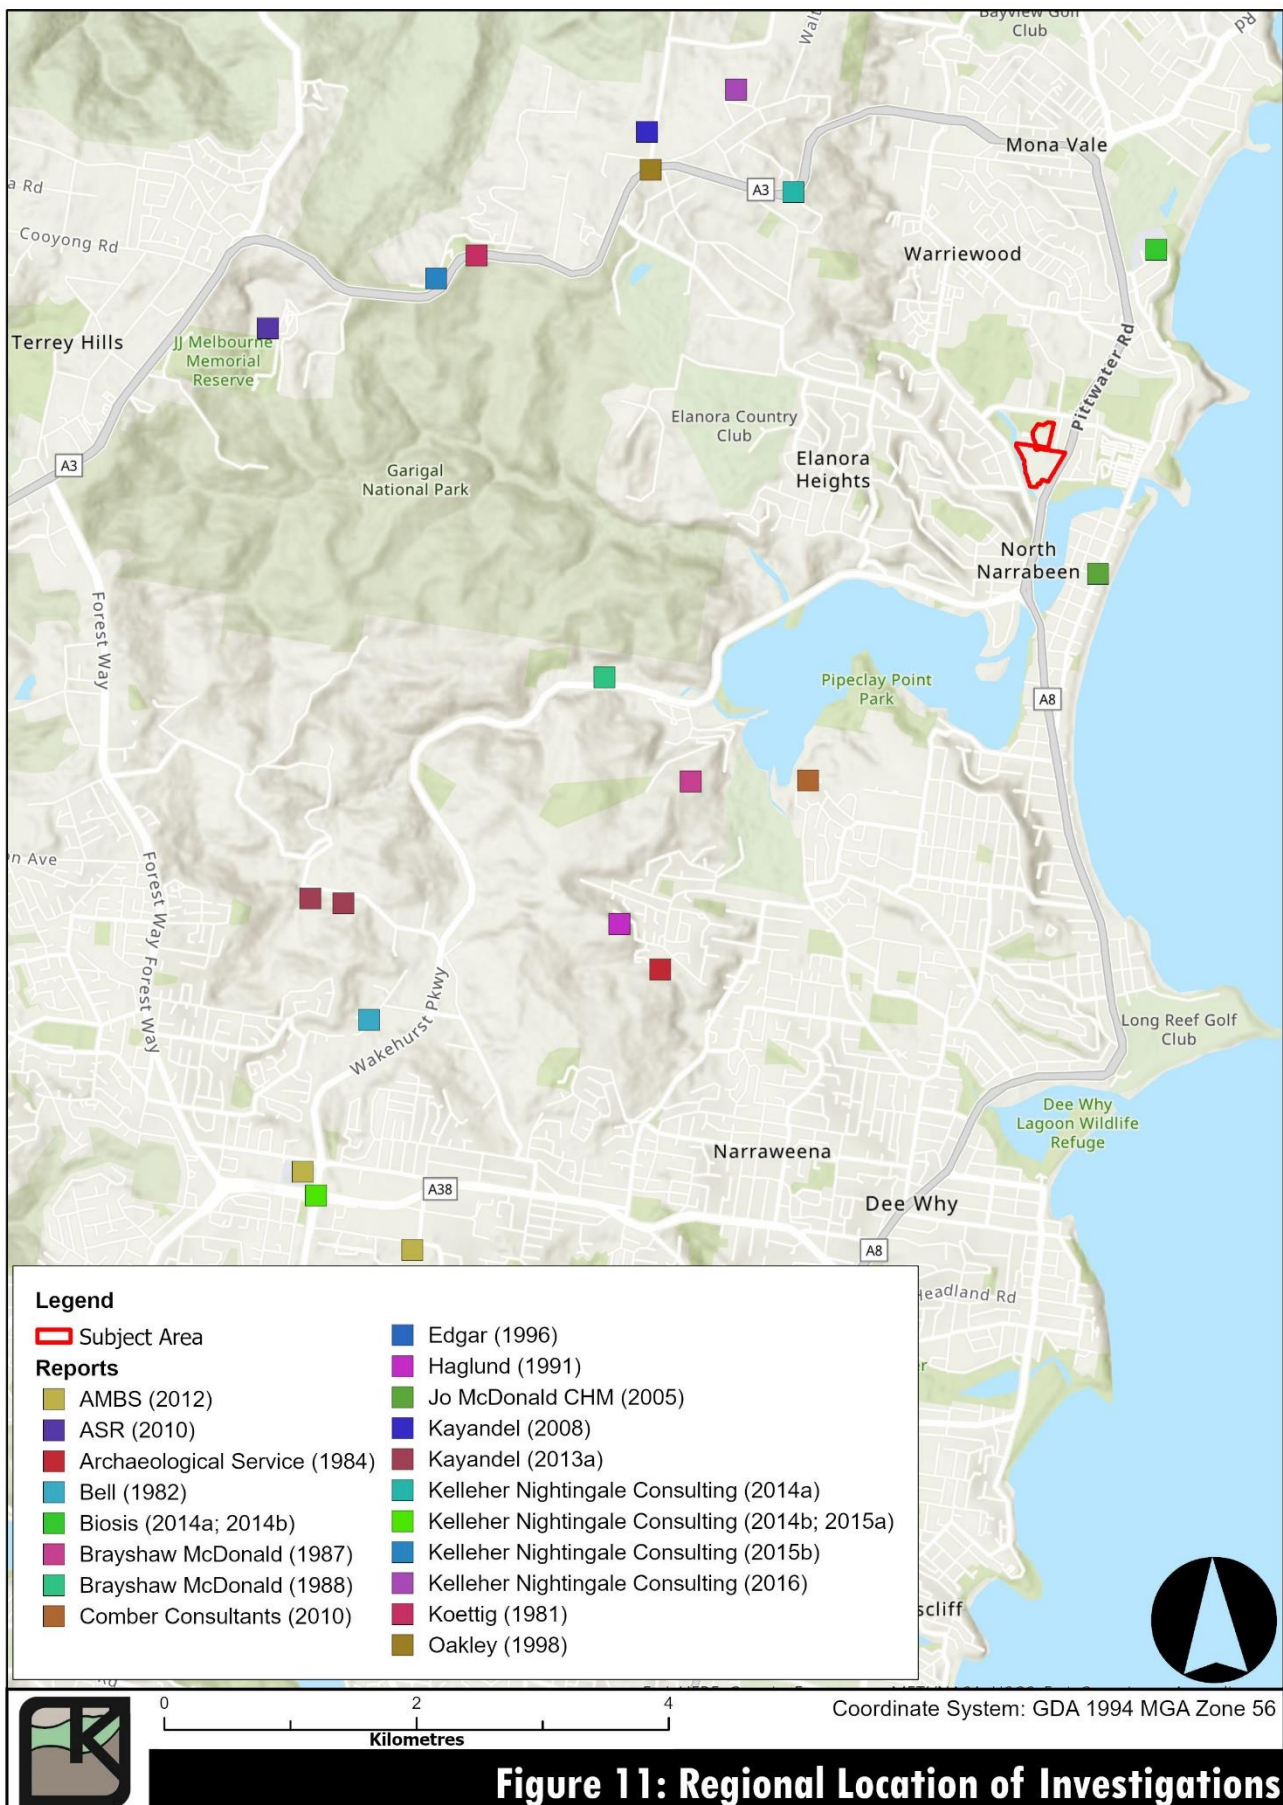 Bayview Golf
Club
Rd
Mona Vale
A3
a Rd
Cooyong Rd
Warriewood
Terrey Hills
JJ Melbourne
Memorial
Reserve
Pittwater Rd
Elanora Country
Club
Elanora
Heights
A3
Garigal
National Park
North
Narrabeen
Forest Way
Pipeclay Point
Park
A8
n Ave
Forest Way
Forest Way
Wakehurst Pkwy
Long Reef Golf
Club
Dee Why
Lagoon Wildlife
Refuge
Narraweena
A38
Dee Why
A8
Headland Rd
scliff
Legend
Subject Area
Reports
AMBS (2012)
ASR (2010)
Archaeological Service (1984)
Bell (1982)
Biosis (2014a; 2014b)
Brayshaw McDonald (1987)
Brayshaw McDonald (1988)
Comber Consultants (2010)
Edgar (1996)
Haglund (1991)
Jo McDonald CHM (2005)
Kayandel (2008)
Kayandel (2013a)
Kelleher Nightingale Consulting (2014a)
Kelleher Nightingale Consulting (2014b; 2015a)
Kelleher Nightingale Consulting (2015b)
Kelleher Nightingale Consulting (2016)
Koettig (1981)
Oakley (1998)
K
0 2 4
Kilometres
Coordinate System: GDA 1994 MGA Zone 56
Figure 11: Regional Location of Investigations